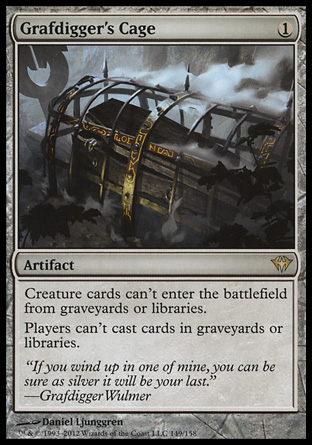 Grafdigger's Cage 1
Artifact
Creature cards can't enter the battlefield
from graveyards or libraries.
Players can't cast cards in graveyards or
libraries.
"If you wind up in one of mine, you can be
sure as silver it will be your last."
—Grafdigger Wulmer
Daniel Ljunggren
™ & © 1993–2012 Wizards of the Coast LLC 149/158